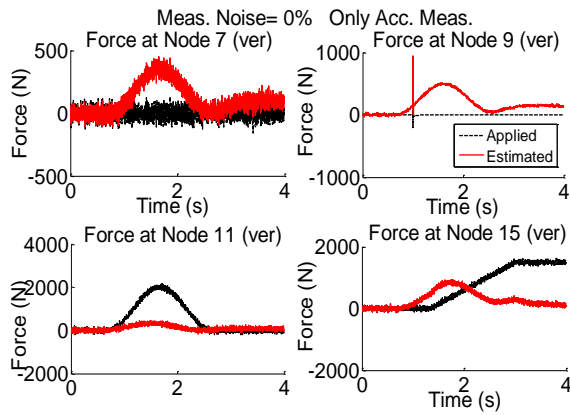 Meas. Noise= 0% Only Acc. Meas.
Force at Node 7 (ver)
Force (N)
500
0
-500
0
2
4
Time (s)
Force at Node 9 (ver)
Force (N)
1000
0
-1000
0
2
4
Time (s)
Applied
Estimated
Force at Node 11 (ver)
Force (N)
4000
2000
0
-2000
0
2
4
Time (s)
Force at Node 15 (ver)
Force (N)
2000
0
-2000
0
2
4
Time (s)